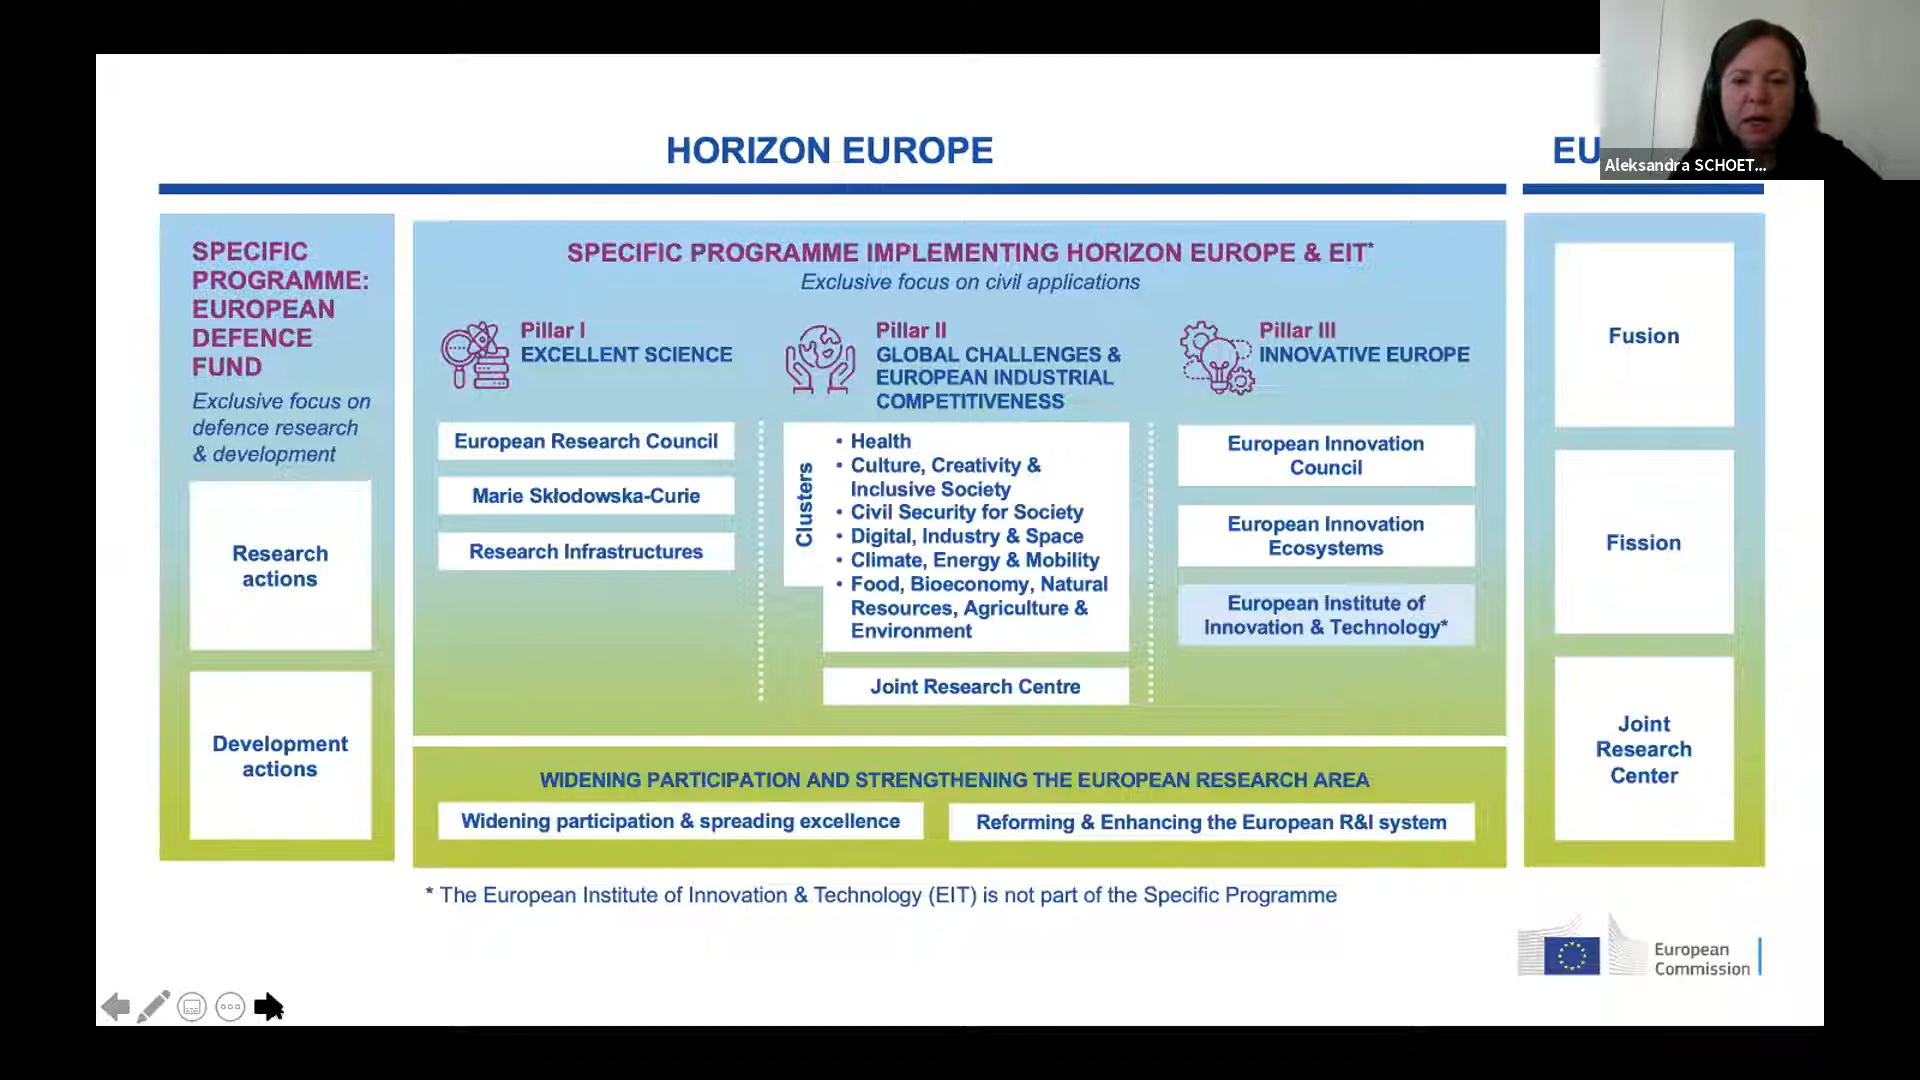 HORIZON EUROPE
EU
Aleksandra SCHOET...
SPECIFIC
PROGRAMME:
EUROPEAN
DEFENCE
FUND
Exclusive focus on
defence research
& development
Research
actions
Development
actions
SPECIFIC PROGRAMME IMPLEMENTING HORIZON EUROPE & EIT*
Exclusive focus on civil applications
Pillar I
EXCELLENT SCIENCE
European Research Council
Marie Skłodowska-Curie
Research Infrastructures
Pillar II
GLOBAL CHALLENGES &
EUROPEAN INDUSTRIAL
COMPETITIVENESS
Clusters
• Health
• Culture, Creativity &
Inclusive Society
• Civil Security for Society
• Digital, Industry & Space
• Climate, Energy & Mobility
• Food, Bioeconomy, Natural
Resources, Agriculture &
Environment
Joint Research Centre
Pillar III
INNOVATIVE EUROPE
European Innovation
Council
European Innovation
Ecosystems
European Institute of
Innovation & Technology*
WIDENING PARTICIPATION AND STRENGTHENING THE EUROPEAN RESEARCH AREA
Widening participation & spreading excellence
Reforming & Enhancing the European R&I system
Fusion
Fission
Joint
Research
Center
* The European Institute of Innovation & Technology (EIT) is not part of the Specific Programme
European
Commission